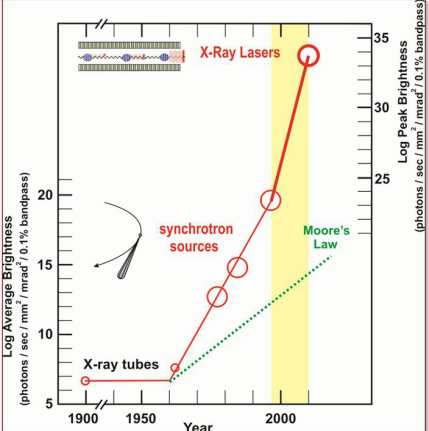 X-Ray Lasers
35
30
25
Log Peak Brightness
(photons / sec / mm² / mrad² / 0.1% bandpass)
20
15
10
5
Log Average Brightness
(photons / sec / mm² / mrad² / 0.1% bandpass)
synchrotron
sources
Moore's
Law
X-ray tubes
1900
1950
2000
Year